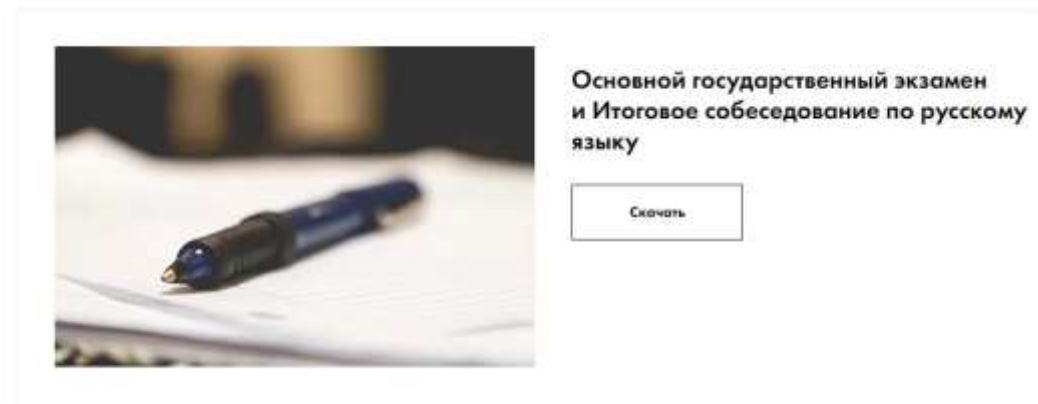 Основной государственный экзамен
и Итоговое собеседование по русскому
языку
Скачать